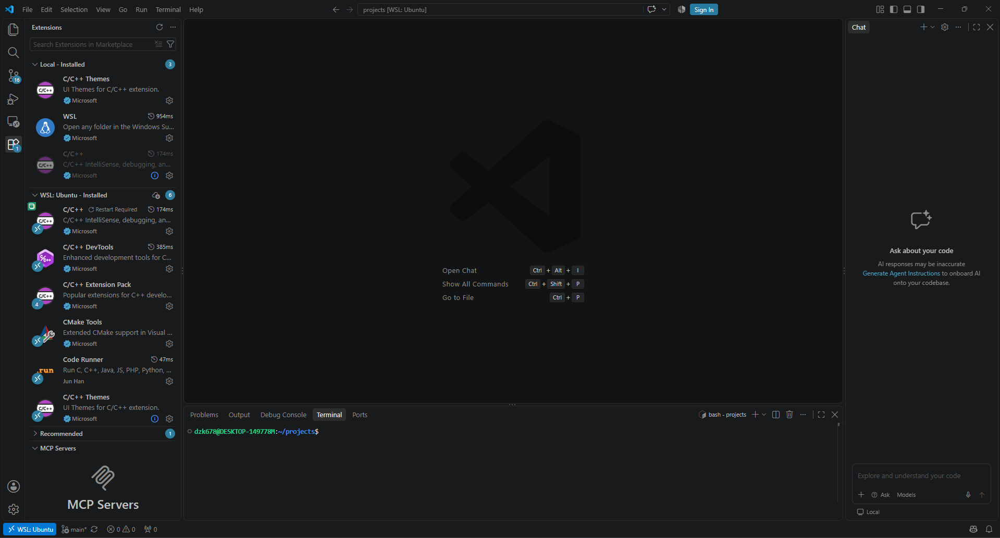 File Edit Selection View Go Run Terminal Help
projects [WSL: Ubuntu]
Sign In
Extensions
Search Extensions in Marketplace
Local - Installed 3
C/C++ Themes
UI Themes for C/C++ extension.
Microsoft
WSL 954ms
Open any folder in the Windows Su...
Microsoft
C/C++ 174ms
C/C++ IntelliSense, debugging, an...
Microsoft
WSL: Ubuntu - Installed 6
C/C++ Restart Required 174ms
C/C++ IntelliSense, debugging, an...
Microsoft
C/C++ DevTools 385ms
Enhanced development tools for C...
Microsoft
C/C++ Extension Pack
Popular extensions for C++ develo...
4
Microsoft
CMake Tools
Extended CMake support in Visual ...
Microsoft
Code Runner 47ms
.run
Run C, C++, Java, JS, PHP, Python, ...
Jun Han
C/C++ Themes
UI Themes for C/C++ extension.
Microsoft
Recommended 1
MCP Servers
MCP Servers
16
1
Open Chat Ctrl + Alt + I
Show All Commands Ctrl + Shift + P
Go to File Ctrl + P
Problems Output Debug Console Terminal Ports
bash - projects
dzk678@DESKTOP-149778M:~/projects$
Chat
Ask about your code
AI responses may be inaccurate
Generate Agent Instructions to onboard AI
onto your codebase.
Explore and understand your code
Ask Models
Local
WSL: Ubuntu main* 0 0 0